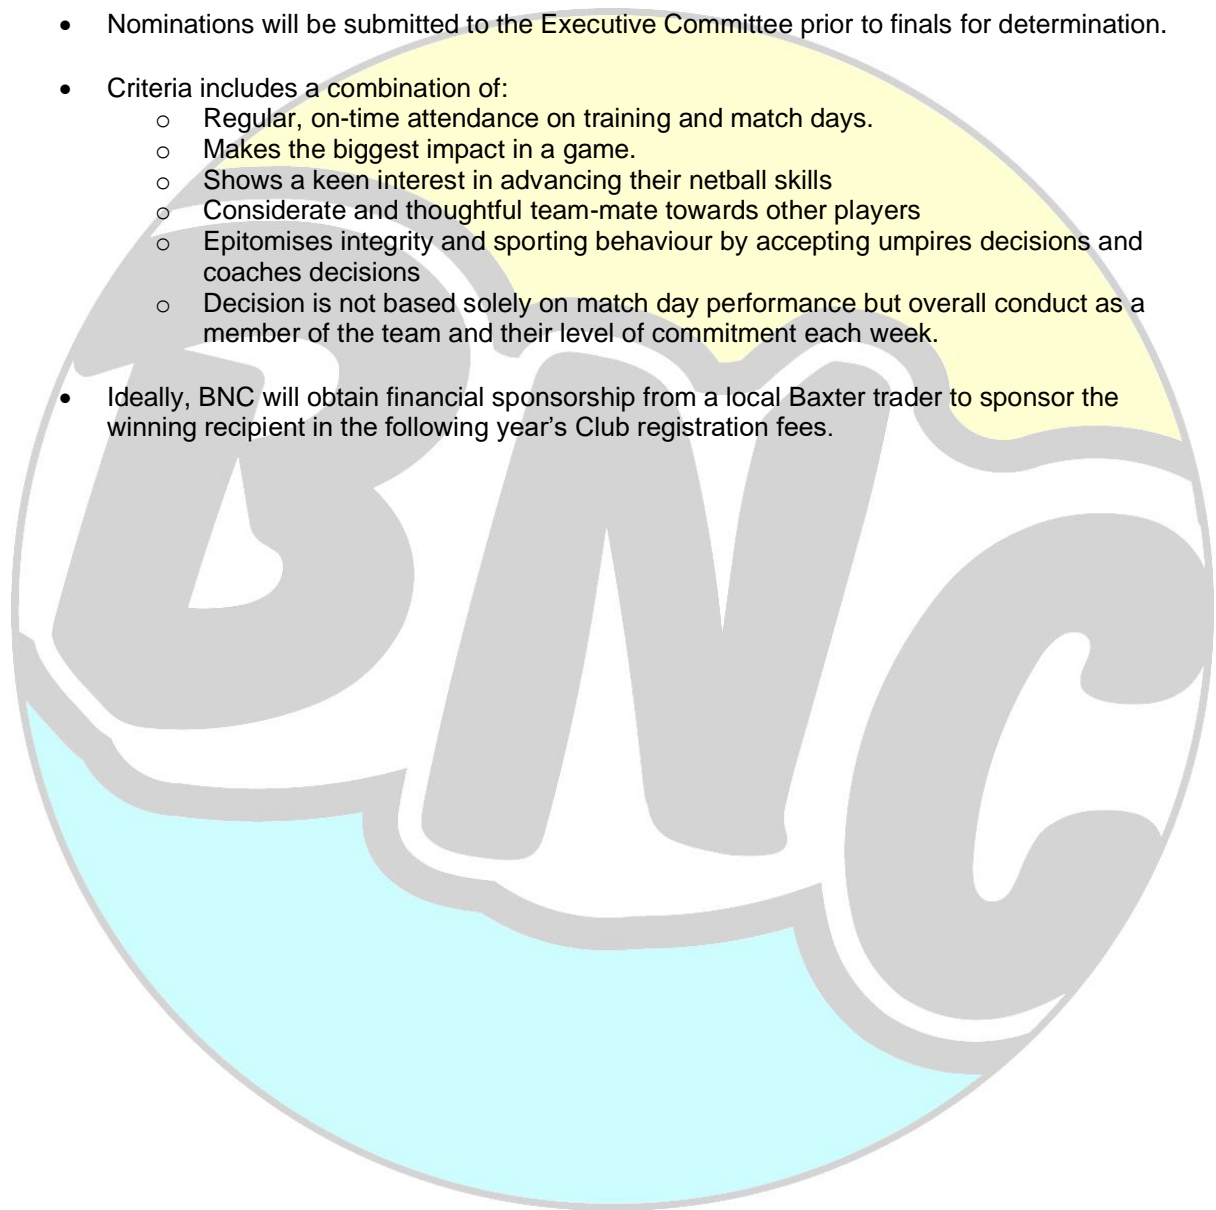 • Nominations will be submitted to the Executive Committee prior to finals for determination.
• Criteria includes a combination of:
o Regular, on-time attendance on training and match days.
o Makes the biggest impact in a game.
o Shows a keen interest in advancing their netball skills
o Considerate and thoughtful team-mate towards other players
o Epitomises integrity and sporting behaviour by accepting umpires decisions and
coaches decisions
o Decision is not based solely on match day performance but overall conduct as a
member of the team and their level of commitment each week.
• Ideally, BNC will obtain financial sponsorship from a local Baxter trader to sponsor the
winning recipient in the following year's Club registration fees.
BNC